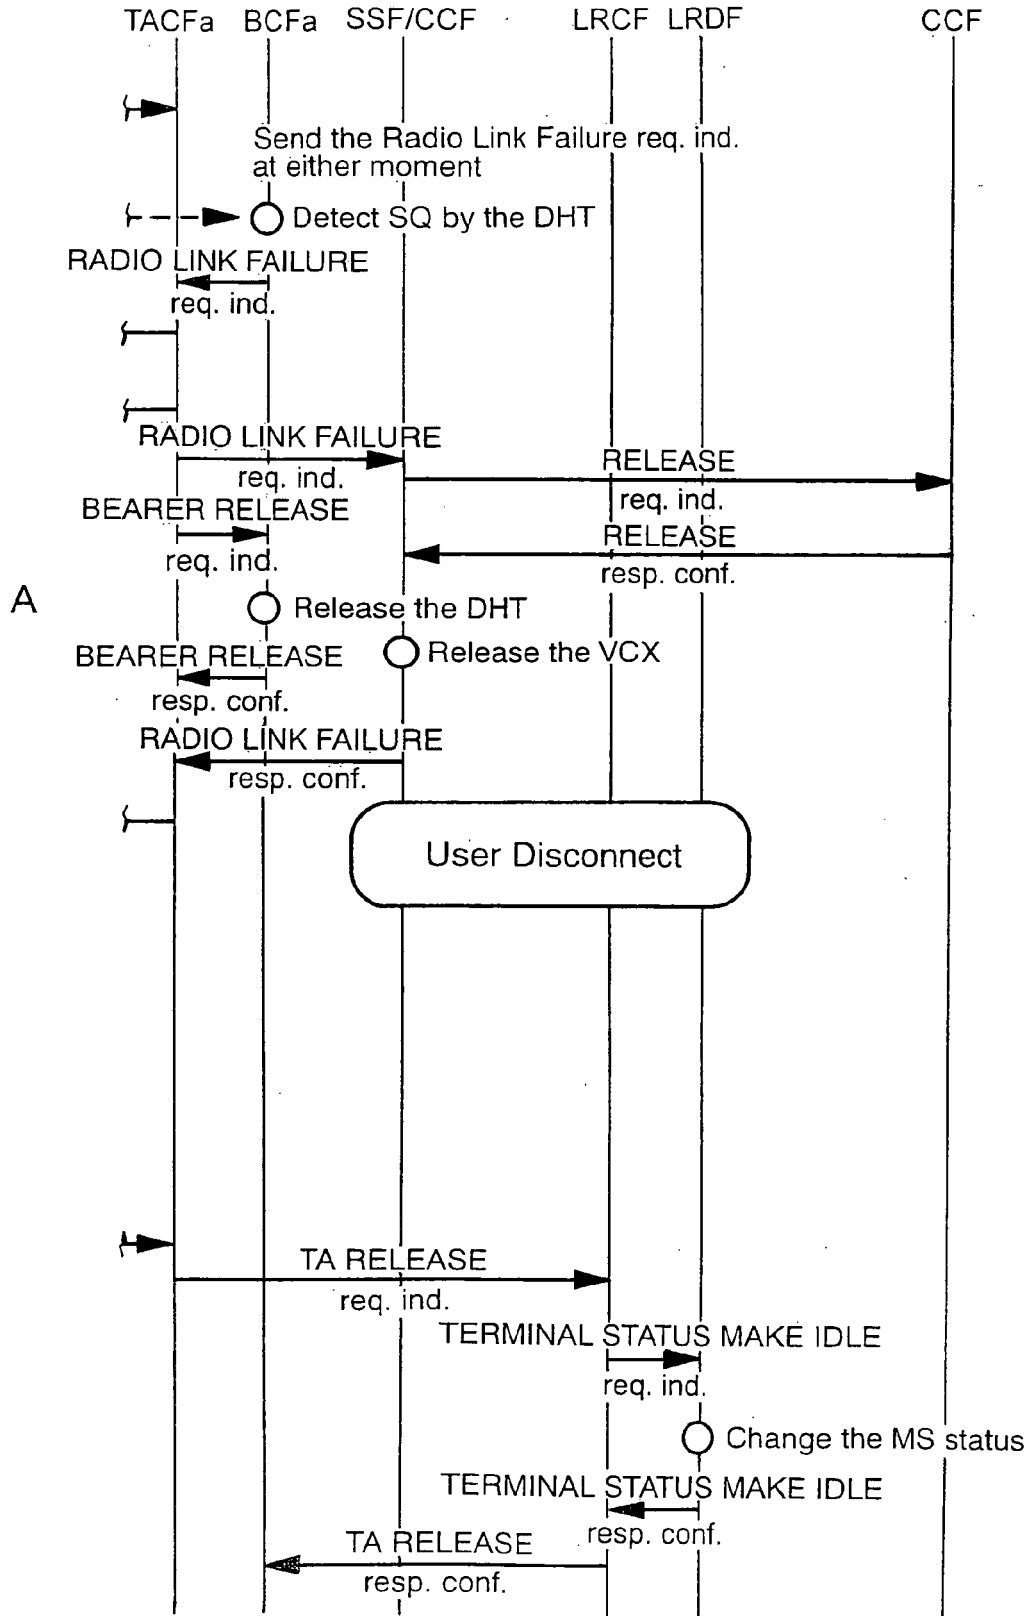 TACFa BCFa SSF/CCF LRCF LRDF CCF
Send the Radio Link Failure req. ind.
at either moment
Detect SQ by the DHT
RADIO LINK FAILURE
req. ind.
RADIO LINK FAILURE
req. ind.
RELEASE
req. ind.
BEARER RELEASE
req. ind.
RELEASE
resp. conf.
A
Release the DHT
Release the VCX
BEARER RELEASE
resp. conf.
RADIO LINK FAILURE
resp. conf.
User Disconnect
TA RELEASE
req. ind.
TERMINAL STATUS MAKE IDLE
req. ind.
Change the MS status
TERMINAL STATUS MAKE IDLE
resp. conf.
TA RELEASE
resp. conf.